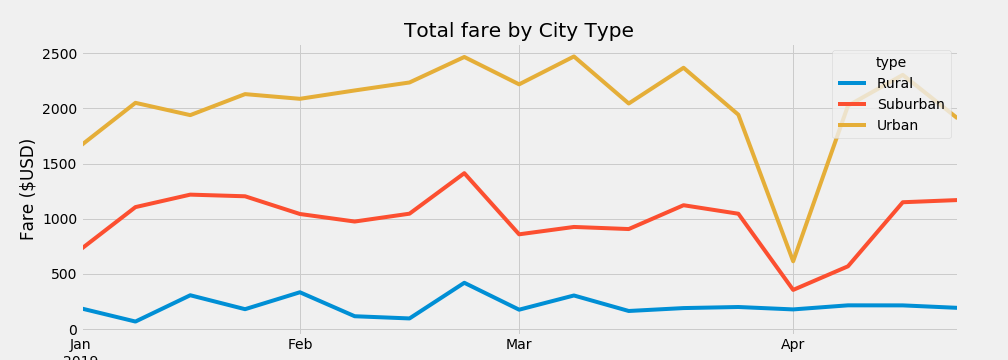 Total fare by City Type
Fare ($USD)
2500
2000
1500
1000
500
0
type
Rural
Suburban
Urban
Jan
Feb
Mar
Apr
2019